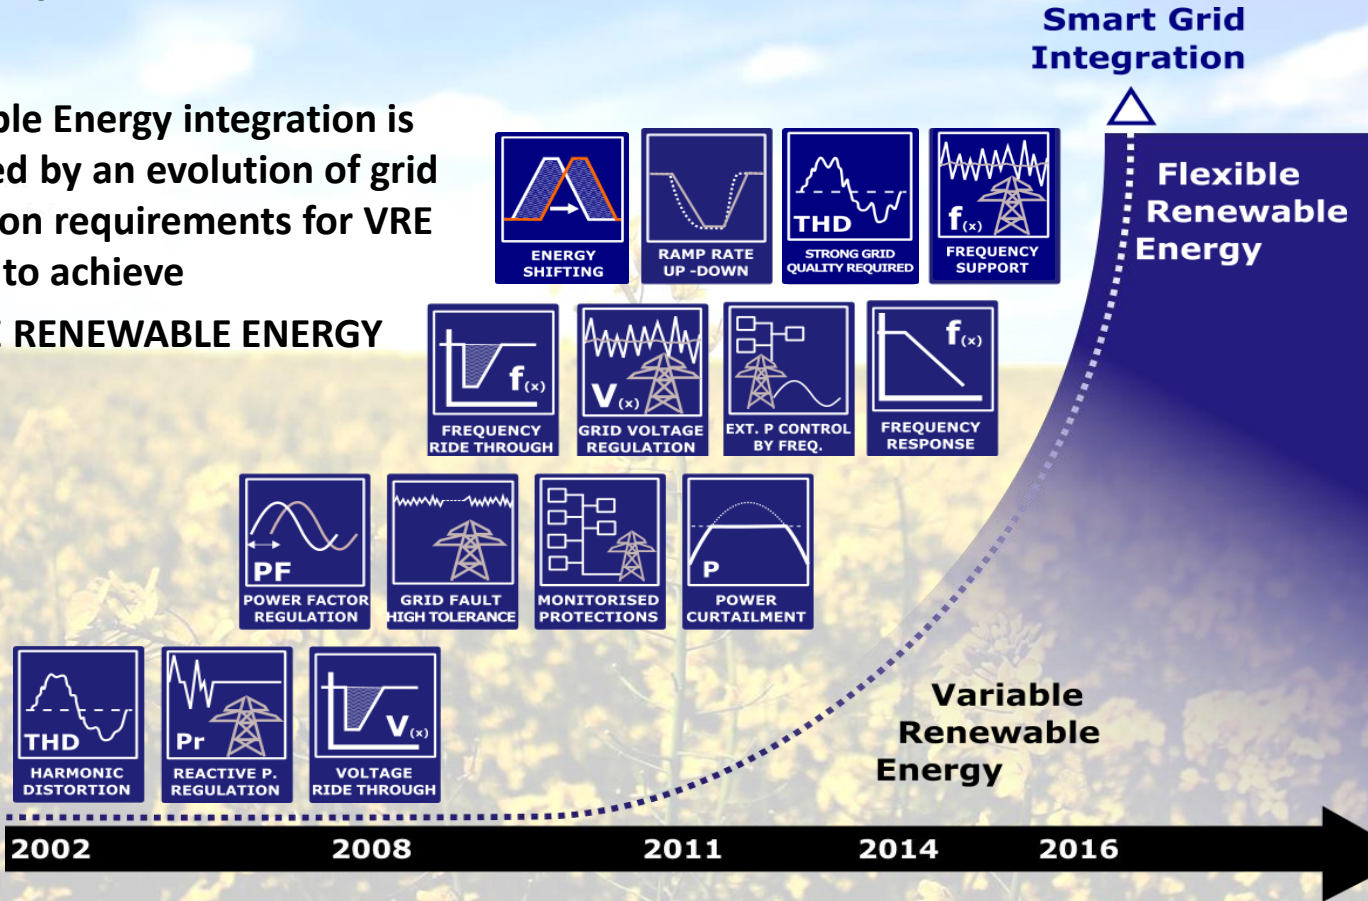 Smart Grid
Integration
Energy integration is
by an evolution of grid
requirements for VRE
to achieve
RENEWABLE ENERGY
Flexible
Renewable
Energy
ENERGY
SHIFTING
RAMP RATE
UP -DOWN
THD
STRONG GRID
QUALITY REQUIRED
f(x)
FREQUENCY
SUPPORT
f(x)
FREQUENCY
RIDE THROUGH
V(x)
GRID VOLTAGE
REGULATION
EXT. P CONTROL
BY FREQ.
f(x)
FREQUENCY
RESPONSE
PF
POWER FACTOR
REGULATION
GRID FAULT
HIGH TOLERANCE
MONITORISED
PROTECTIONS
P
POWER
CURTAILMENT
THD
HARMONIC
DISTORTION
Pr
REACTIVE P.
REGULATION
V(x)
VOLTAGE
RIDE THROUGH
Variable
Renewable
Energy
2002 2008 2011 2014 2016